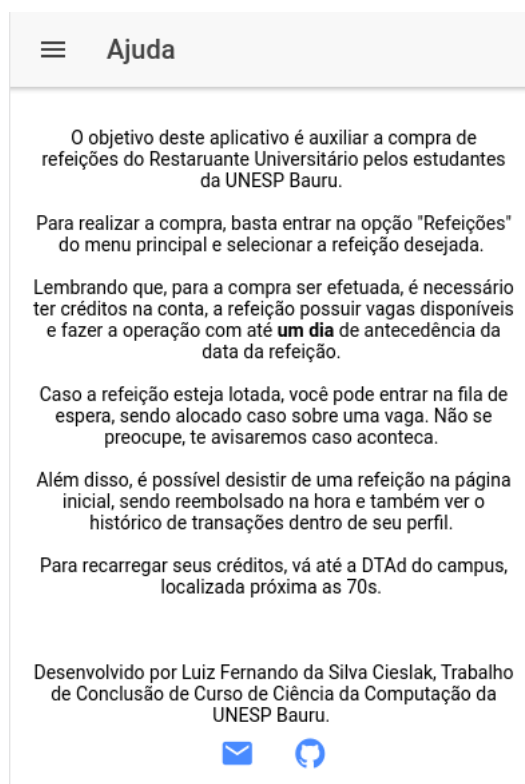 Ajuda
O objetivo deste aplicativo é auxiliar a compra de
refeições do Restaruante Universitário pelos estudantes
da UNESP Bauru.
Para realizar a compra, basta entrar na opção "Refeições"
do menu principal e selecionar a refeição desejada.
Lembrando que, para a compra ser efetuada, é necessário
ter créditos na conta, a refeição possuir vagas disponíveis
e fazer a operação com até um dia de antecedência da
data da refeição.
Caso a refeição esteja lotada, você pode entrar na fila de
espera, sendo alocado caso sobre uma vaga. Não se
preocupe, te avisaremos caso aconteca.
Além disso, é possível desistir de uma refeição na página
inicial, sendo reembolsado na hora e também ver o
histórico de transações dentro de seu perfil.
Para recarregar seus créditos, vá até a DTAd do campus,
localizada próxima as 70s.
Desenvolvido por Luiz Fernando da Silva Cieslak, Trabalho
de Conclusão de Curso de Ciência da Computação da
UNESP Bauru.